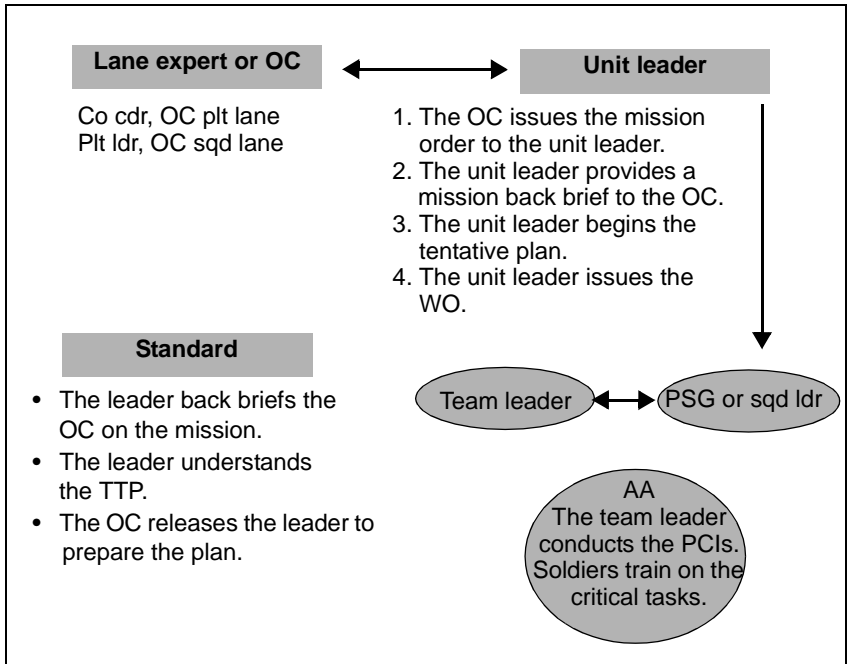 Lane expert or OC
Co cdr, OC plt lane
Plt ldr, OC sqd lane
Unit leader
1. The OC issues the mission
order to the unit leader.
2. The unit leader provides a
mission back brief to the OC.
3. The unit leader begins the
tentative plan.
4. The unit leader issues the
WO.
Standard
• The leader back briefs the
OC on the mission.
• The leader understands
the TTP.
• The OC releases the leader to
prepare the plan.
Team leader
PSG or sqd ldr
AA
The team leader
conducts the PCIs.
Soldiers train on the
critical tasks.